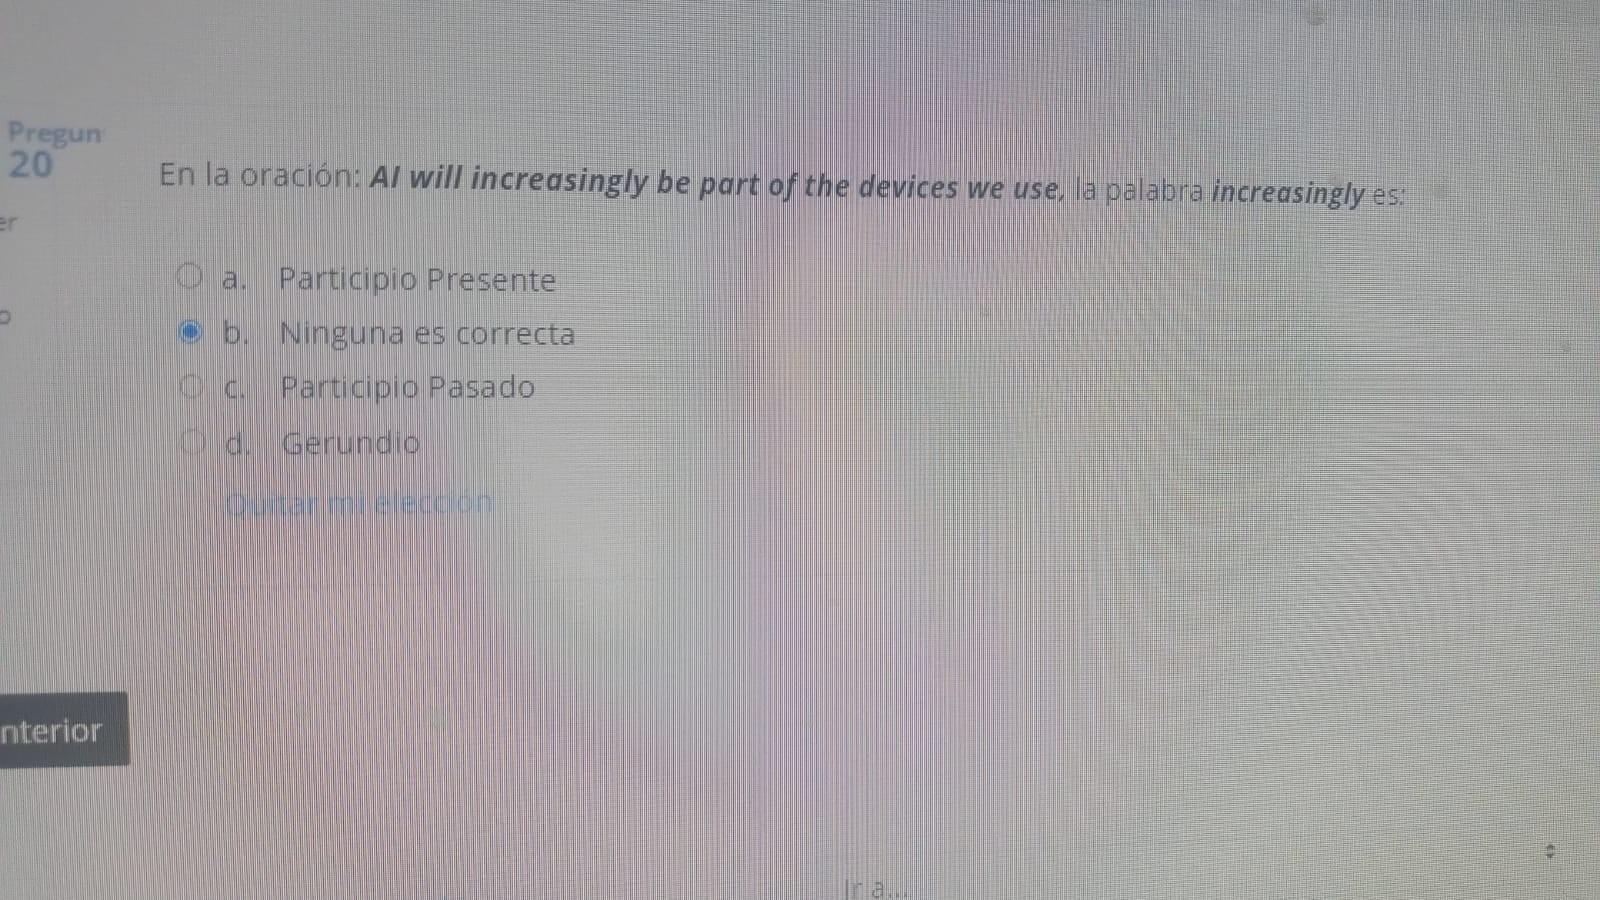 Pregun
20
er
o
En la oración: AI will increasingly be part of the devices we use, la palabra increasingly es:
a. Participio Presente
b. Ninguna es correcta
c. Participio Pasado
d. Gerundio
Quitar mi elección
nterior
Ir a...